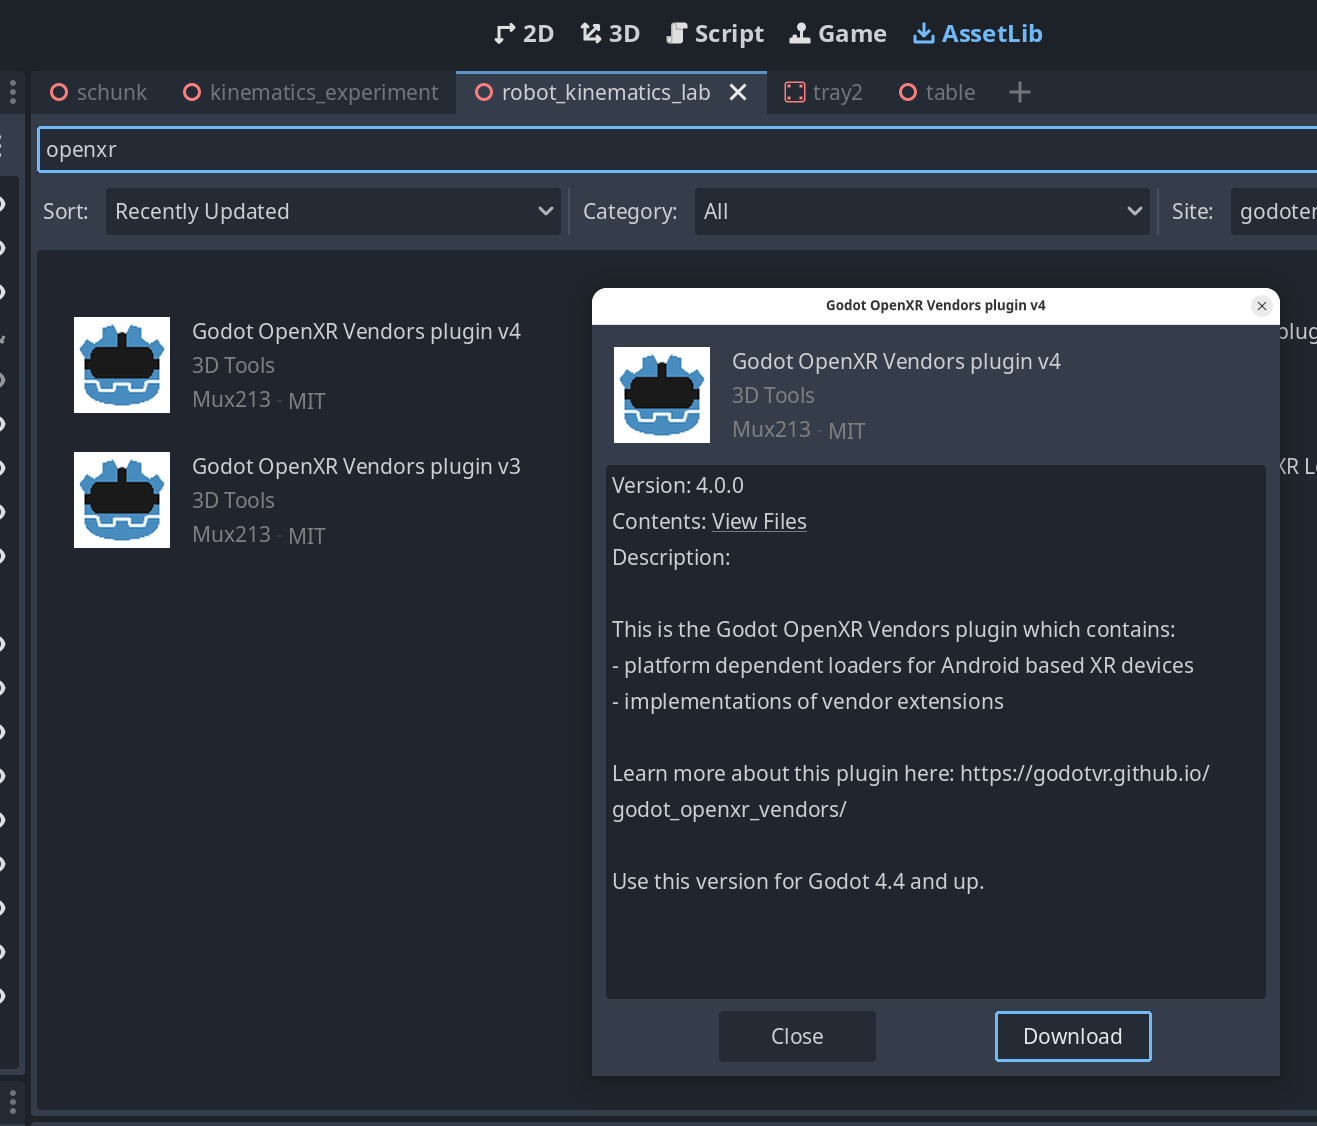 2D 3D Script Game AssetLib
schunk kinematics_experiment robot_kinematics_lab tray2 table
openxr
Sort: Recently Updated Category: All Site:
Godot OpenXR Vendors plugin v4
3D Tools
Mux213 - MIT
Godot OpenXR Vendors plugin v3
3D Tools
Mux213 - MIT
Godot OpenXR Vendors plugin v4
Godot OpenXR Vendors plugin v4
3D Tools
Mux213 - MIT
Version: 4.0.0
Contents: View Files
Description:
This is the Godot OpenXR Vendors plugin which contains:
- platform dependent loaders for Android based XR devices
- implementations of vendor extensions
Learn more about this plugin here: https://godotvr.github.io/
godot_openxr_vendors/
Use this version for Godot 4.4 and up.
Close Download